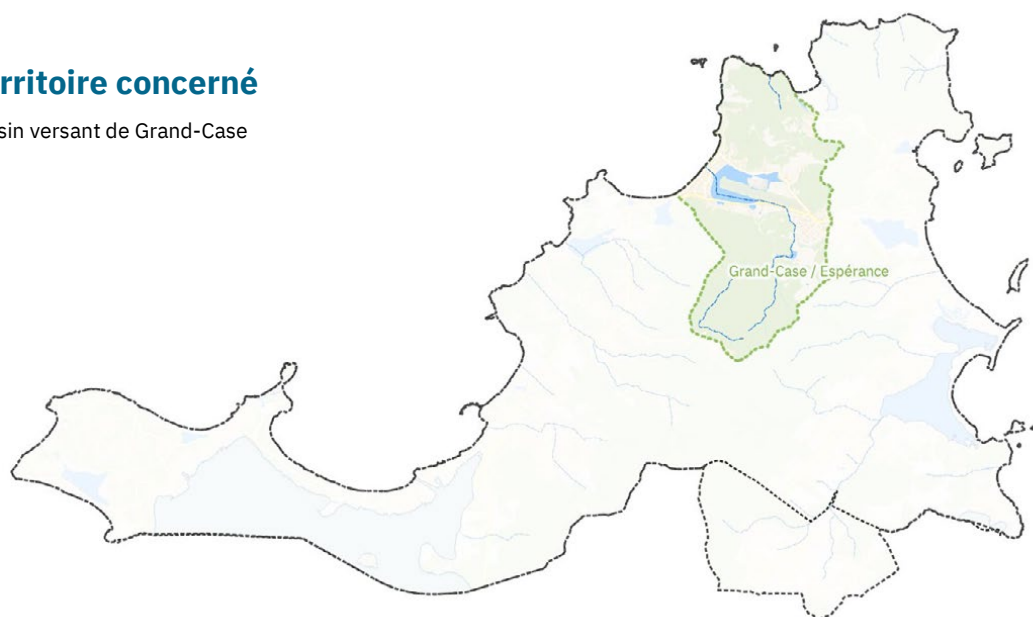 rritoire concerné
sin versant de Grand-Case
Grand-Case / Espérance